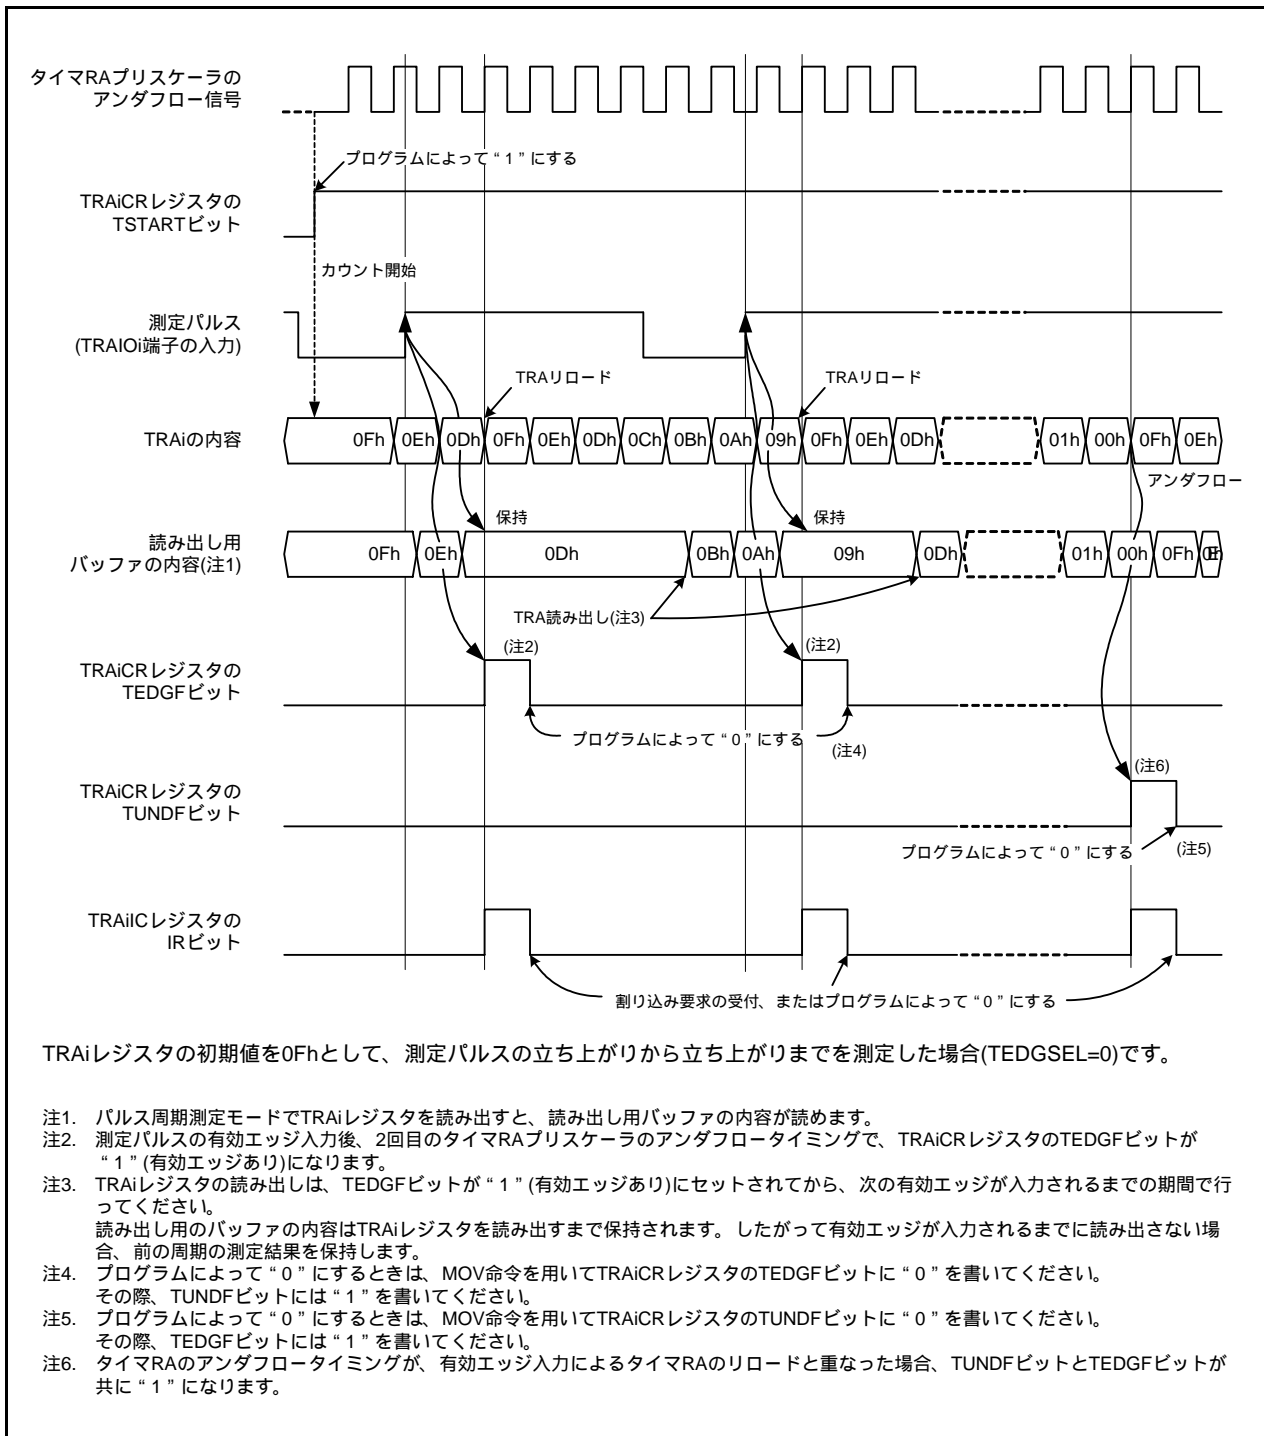 タイマRAプリスケーラの
アンダフロー信号
プログラムによって“1”にする
TRAiCRレジスタの
TSTARTビット
カウント開始
測定パルス
(TRAIOi端子の入力)
TRAリロード
TRAリロード
TRAiの内容
0Fh 0Eh 0Dh 0Fh 0Eh 0Dh 0Ch 0Bh 0Ah 09h 0Fh 0Eh 0Dh 01h 00h 0Fh 0Eh
アンダフロー
保持
保持
読み出し用
バッファの内容(注1)
0Fh 0Eh 0Dh 0Bh 0Ah 09h 0Dh 01h 00h 0Fh 0Eh
TRA読み出し(注3)
(注2)
(注2)
TRAiCRレジスタの
TEDGFビット
プログラムによって“0”にする
(注4)
(注6)
TRAiCRレジスタの
TUNDFビット
プログラムによって“0”にする
(注5)
TRAiICレジスタの
IRビット
割り込み要求の受付、またはプログラムによって“0”にする
TRAiレジスタの初期値を0Fhとして、測定パルスの立ち上がりから立ち上がりまでを測定した場合(TEDGSEL=0)です。
注1. パルス周期測定モードでTRAiレジスタを読み出すと、読み出し用バッファの内容が読めます。
注2. 測定パルスの有効エッジ入力後、2回目のタイマRAプリスケーラのアンダフロータイミングで、TRAiCRレジスタのTEDGFビットが
“1”(有効エッジあり)になります。
注3. TRAiレジスタの読み出しは、TEDGFビットが“1”(有効エッジあり)にセットされてから、次の有効エッジが入力されるまでの期間で行
ってください。
読み出し用のバッファの内容はTRAiレジスタを読み出すまで保持されます。したがって有効エッジが入力されるまでに読み出さない場
合、前の周期の測定結果を保持します。
注4. プログラムによって“0”にするときは、MOV命令を用いてTRAiCRレジスタのTEDGFビットに“0”を書いてください。
その際、TUNDFビットには“1”を書いてください。
注5. プログラムによって“0”にするときは、MOV命令を用いてTRAiCRレジスタのTUNDFビットに“0”を書いてください。
その際、TEDGFビットには“1”を書いてください。
注6. タイマRAのアンダフロータイミングが、有効エッジ入力によるタイマRAのリロードと重なった場合、TUNDFビットとTEDGFビットが
共に“1”になります。